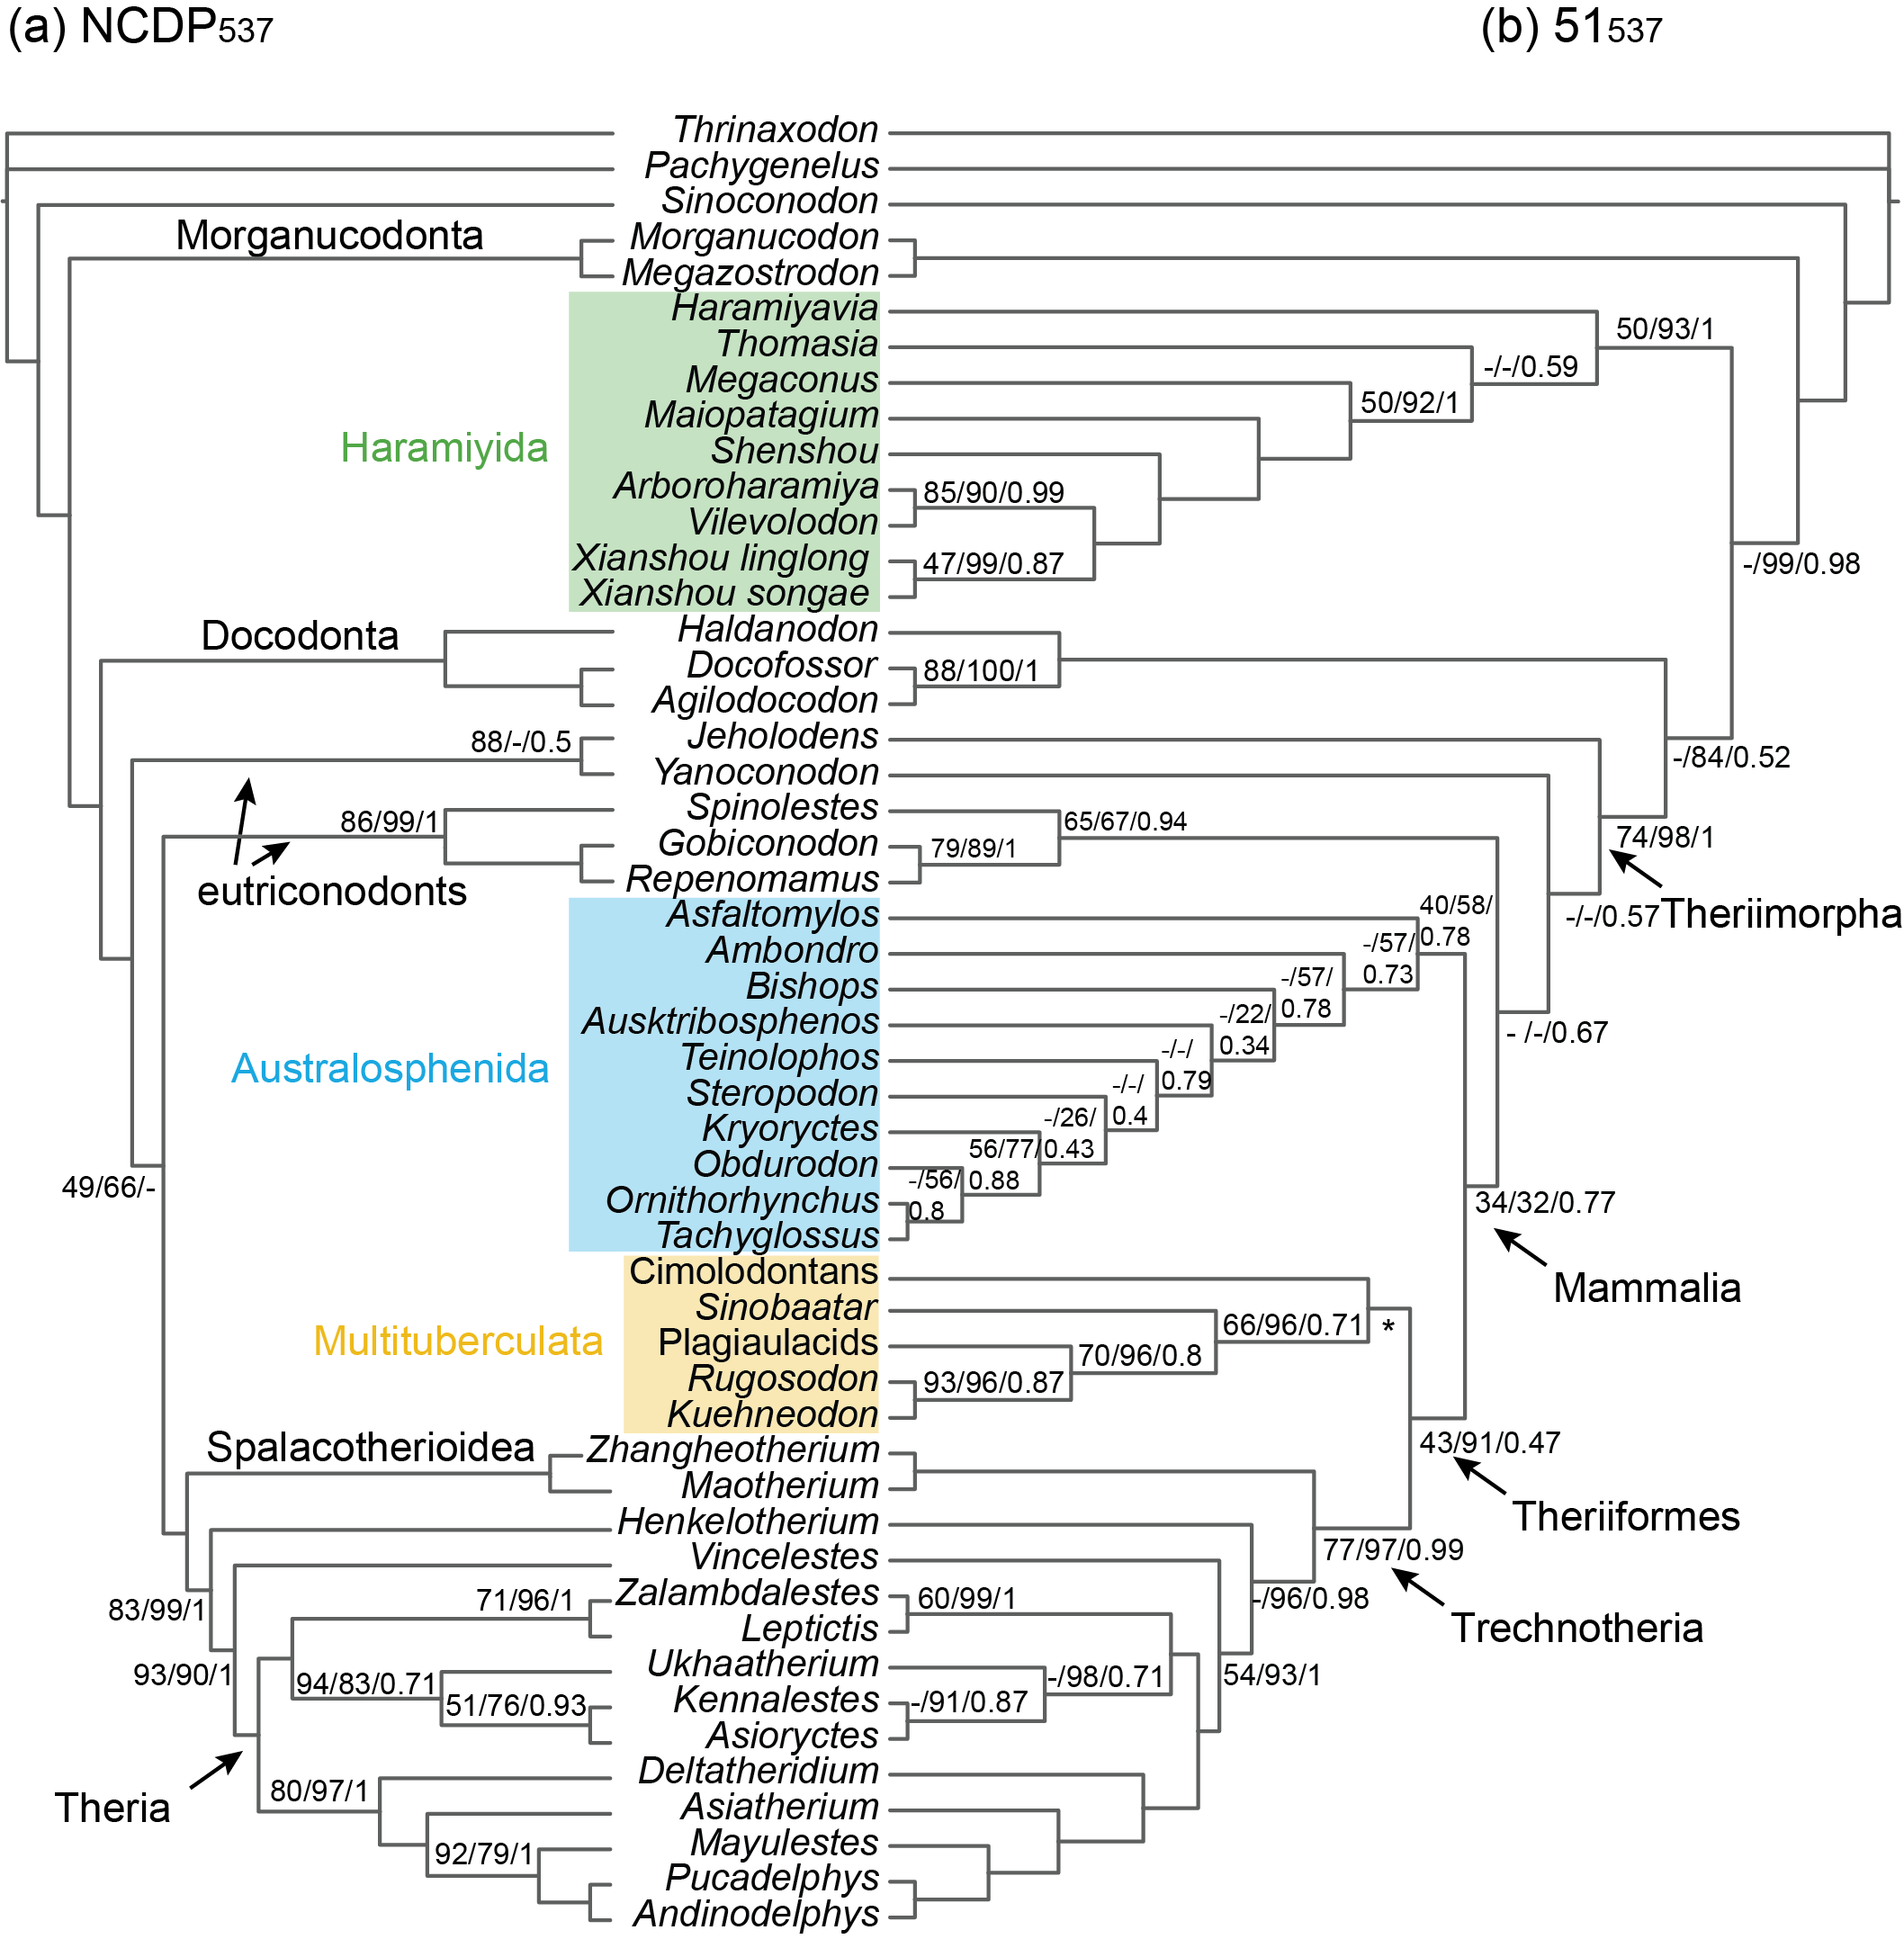 (a) NCDP537
(b) 51537
Thrinaxodon
Pachygenelus
Sinoconodon
Morganucodonta
Morganucodon
Megazostrodon
Haramiyavia
50/93/1
Thomasia
-/-/0.59
Megaconus
50/92/1
Maiopatagium
Haramiyida
Shenshou
Arboroharamiya
85/90/0.99
Vilevolodon
Xianshou linglong
47/99/0.87
-/99/0.98
Xianshou songae
Docodonta
Haldanodon
Docofossor
88/100/1
Agilodocodon
Jeholodens
88/-/0.5
-/84/0.52
Yanoconodon
Spinolestes
86/99/1
65/67/0.94
Gobiconodon
79/89/1
74/98/1
Repenomamus
eutriconodonts
Asfaltomylos
40/58/
0.78
-/-/0.57
Theriimorpha
Ambondro
-/57/
0.73
Bishops
-/57/
0.78
Ausktribosphenos
-/22/
0.34
- /-/0.67
Australosphenida
Teinolophos
-/-/
0.79
Steropodon
-/-/
0.4
Kryoryctes
-/26/
0.43
Obdurodon
56/77/
0.88
49/66/-
Ornithorhynchus
-/56/
0.8
34/32/0.77
Tachyglossus
Mammalia
Cimolodontans
Sinobaatar
66/96/0.71
*
Multituberculata
Plagiaulacids
70/96/0.8
Rugosodon
93/96/0.87
Kuehneodon
Spalacotherioidea
Zhangheotherium
43/91/0.47
Maotherium
Theriiformes
Henkelotherium
77/97/0.99
Vincelestes
Zalambdalestes
71/96/1
60/99/1
-/96/0.98
83/99/1
Leptictis
Trechnotheria
Ukhaatherium
93/90/1
94/83/0.71
-/98/0.71
54/93/1
Kennalestes
51/76/0.93
-/91/0.87
Asioryctes
Deltatheridium
80/97/1
Theria
Asiatherium
Mayulestes
92/79/1
Pucadelphys
Andinodelphys